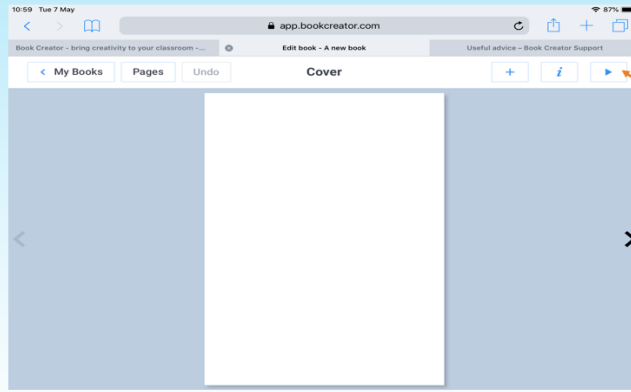 10:59 Tue 7 May 87%
app.bookcreator.com
Book Creator - bring creativity to your classroom -... Edit book - A new book Useful advice – Book Creator Support
< My Books Pages Undo Cover + i